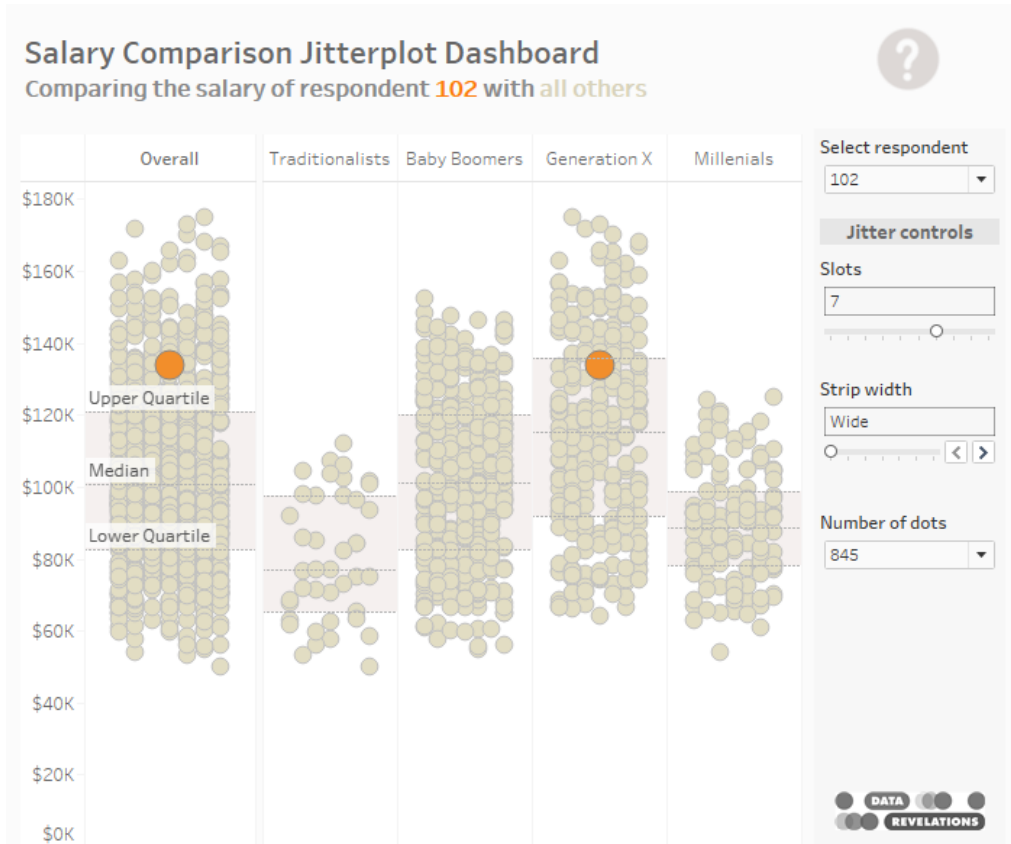 Salary Comparison Jitterplot Dashboard
Comparing the salary of respondent 102 with all others
?
Overall
Traditionalists
Baby Boomers
Generation X
Millenials
$180K
$160K
$140K
$120K
$100K
$80K
$60K
$40K
$20K
$0K
Upper Quartile
Median
Lower Quartile
Select respondent
102
Jitter controls
Slots
7
Strip width
Wide
Number of dots
845
DATA
REVELATIONS